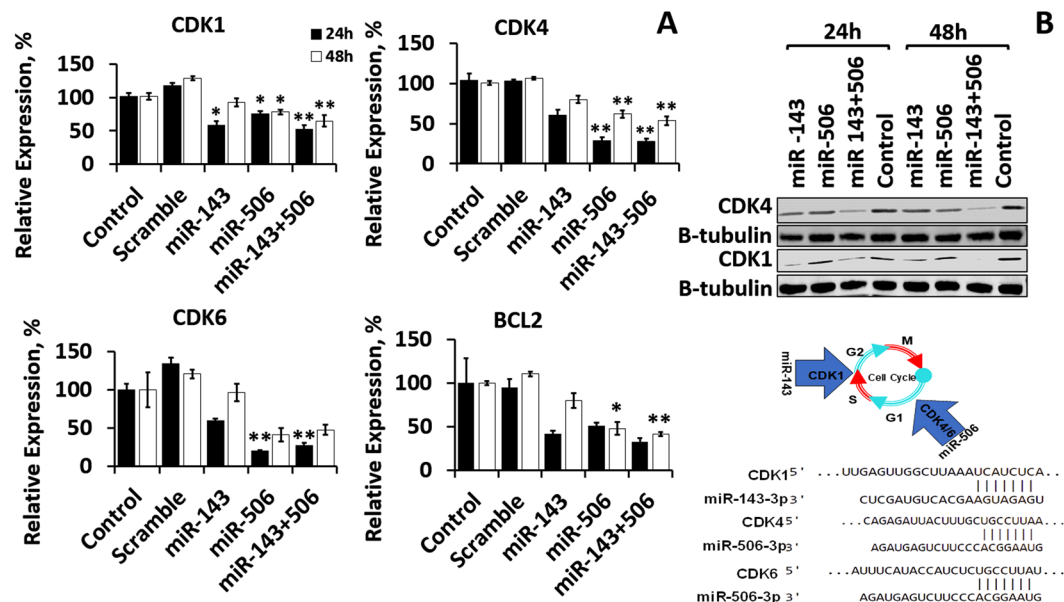 A
CDK1
24h
48h
Relative Expression, %
150
100
50
0
* * * ** **
Control
Scramble
miR-143
miR-506
miR-143+506
CDK4
Relative Expression, %
150
100
50
0
** ** ** **
Control
Scramble
miR-143
miR-506
miR-143-506
CDK6
Relative Expression, %
150
100
50
0
** **
Control
Scramble
miR-143
miR-506
miR-143+506
BCL2
Relative Expression, %
150
100
50
0
* **
Control
Scramble
miR-143
miR-506
miR-143+506
B
24h 48h
miR-143
miR-506
miR 143+506
Control
miR-143
miR-506
miR-143+506
Control
CDK4
B-tubulin
CDK1
B-tubulin
miR-143
CDK1
G2
M
Cell Cycle
S
G1
CDK4/6
miR-506
CDK1 5' ...UUGAGUUGGCUUAAAUCAUCUCA...
miR-143-3p 3' CUCGAUGUCACGAAGUAGAGU
CDK4 5' ...CAGAGAUUACUUUGCUGCCUUAA...
miR-506-3p 3' AGAUGAGUCUUCCCACGGAAUG
CDK6 5' ...AUUUCAUACCAUCUCUUGCCUUAU...
miR-506-3p 3' AGAUGAGUCUUCCCACGGAAUG